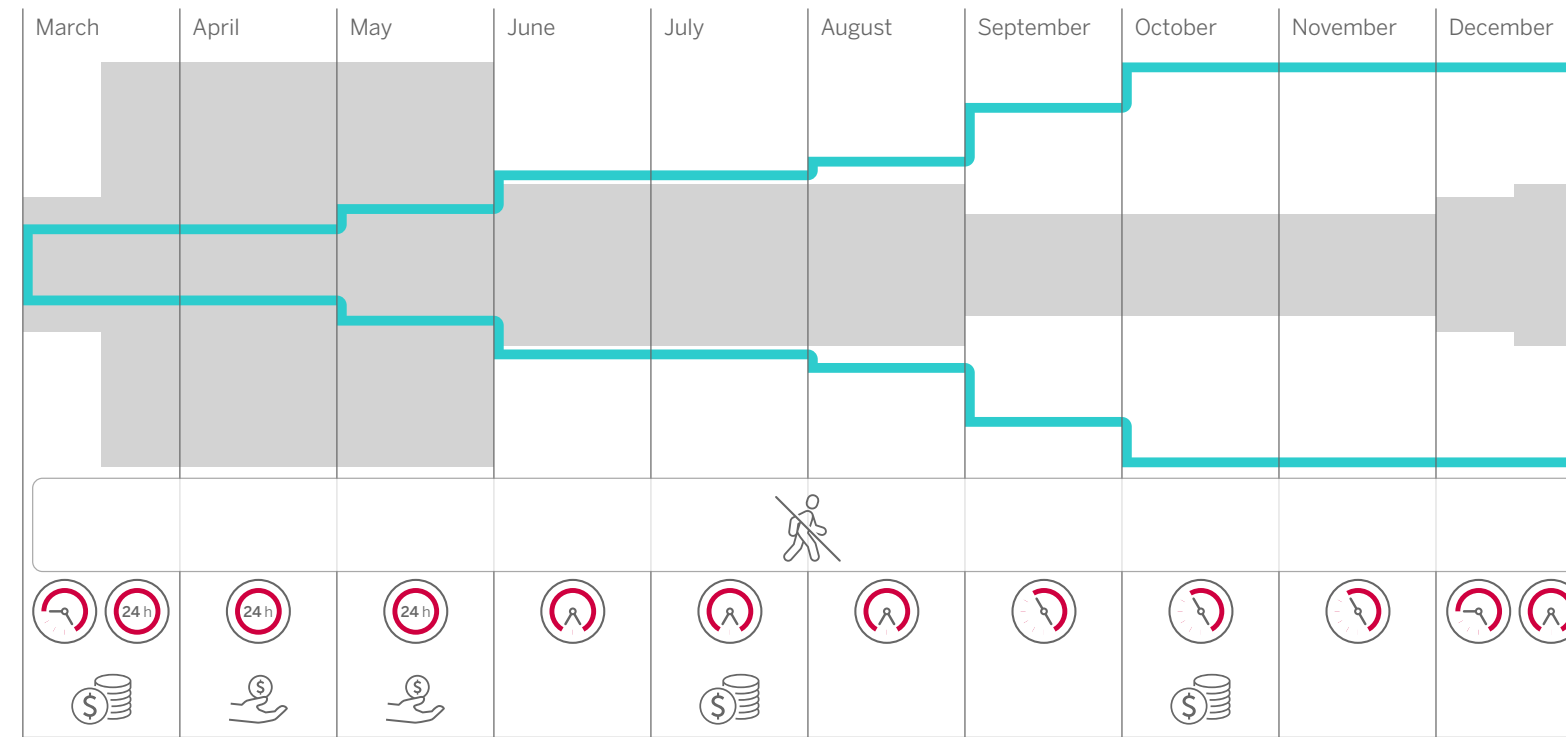 March April May June July August September October November December
24 h 24 h 24 h
$ $ $ $ $